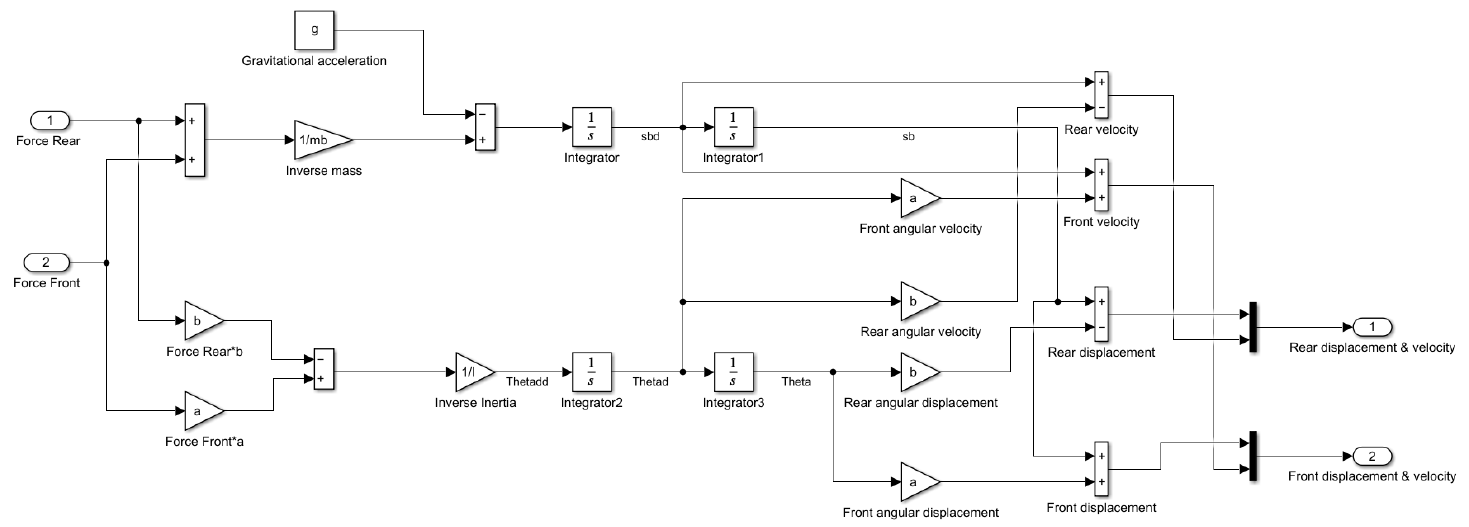 g
Gravitational acceleration
1
Force Rear
+
+
1/mb
Inverse mass
−
+
1
s
Integrator
sbd
1
s
Integrator1
sb
+
−
Rear velocity
2
Force Front
a
Front angular velocity
+
+
Front velocity
b
Rear angular velocity
+
−
Rear displacement
1
Rear displacement & velocity
b
Force Rear*b
a
Force Front*a
−
+
1/I
Inverse Inertia
Thetadd
1
s
Integrator2
Thetad
1
s
Integrator3
Theta
b
Rear angular displacement
a
Front angular displacement
+
+
Front displacement
2
Front displacement & velocity